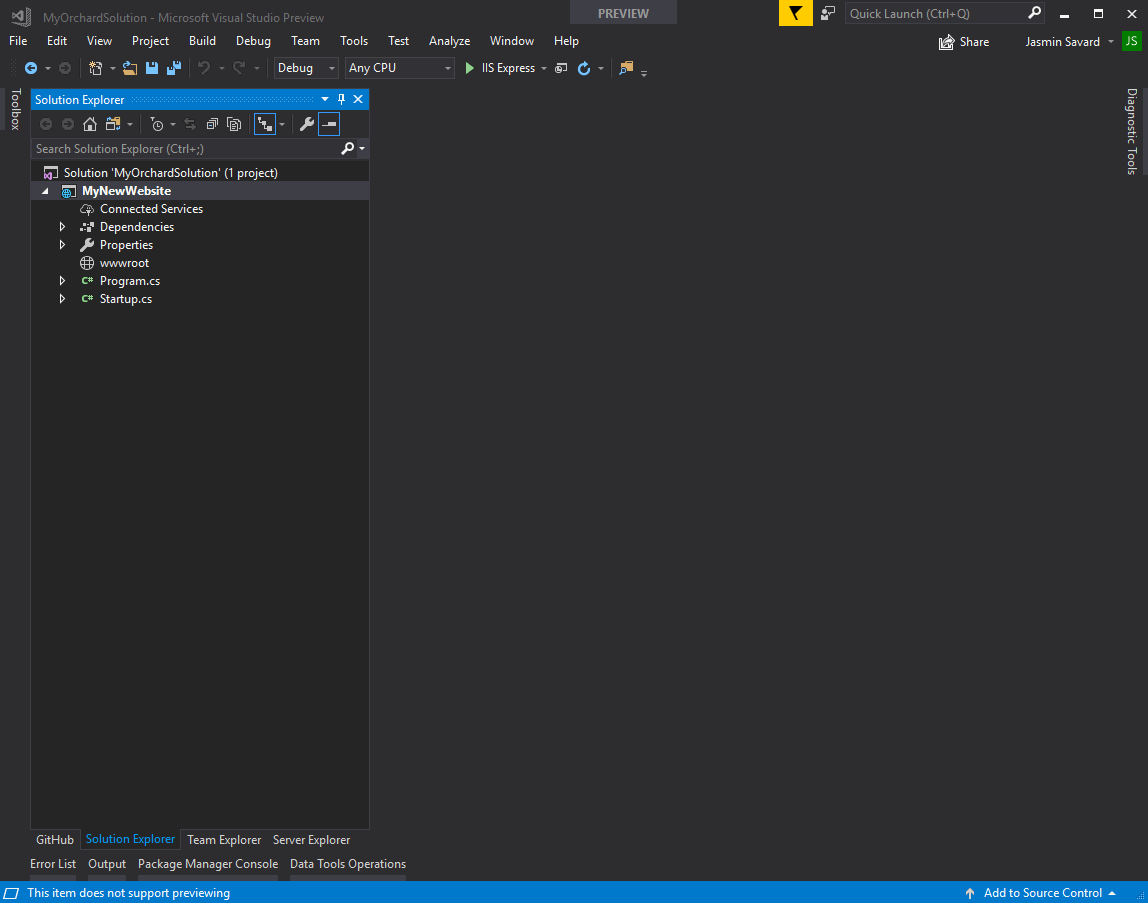 MyOrchardSolution - Microsoft Visual Studio Preview
PREVIEW
Quick Launch (Ctrl+Q)
File Edit View Project Build Debug Team Tools Test Analyze Window Help
Share
Jasmin Savard
JS
Debug
Any CPU
IIS Express
Toolbox
Solution Explorer
Search Solution Explorer (Ctrl+;)
Solution 'MyOrchardSolution' (1 project)
MyNewWebsite
Connected Services
Dependencies
Properties
wwwroot
C# Program.cs
C# Startup.cs
Diagnostic Tools
GitHub Solution Explorer Team Explorer Server Explorer
Error List Output Package Manager Console Data Tools Operations
This item does not support previewing
Add to Source Control